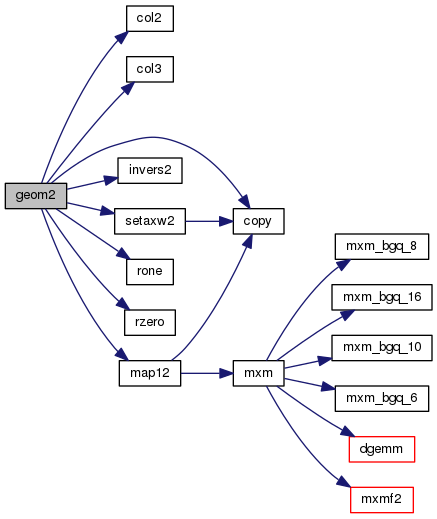 col2
col3
geom2
invers2
setaxw2
copy
rone
rzero
map12
mxm
mxm_bgq_8
mxm_bgq_16
mxm_bgq_10
mxm_bgq_6
dgemm
mxmf2